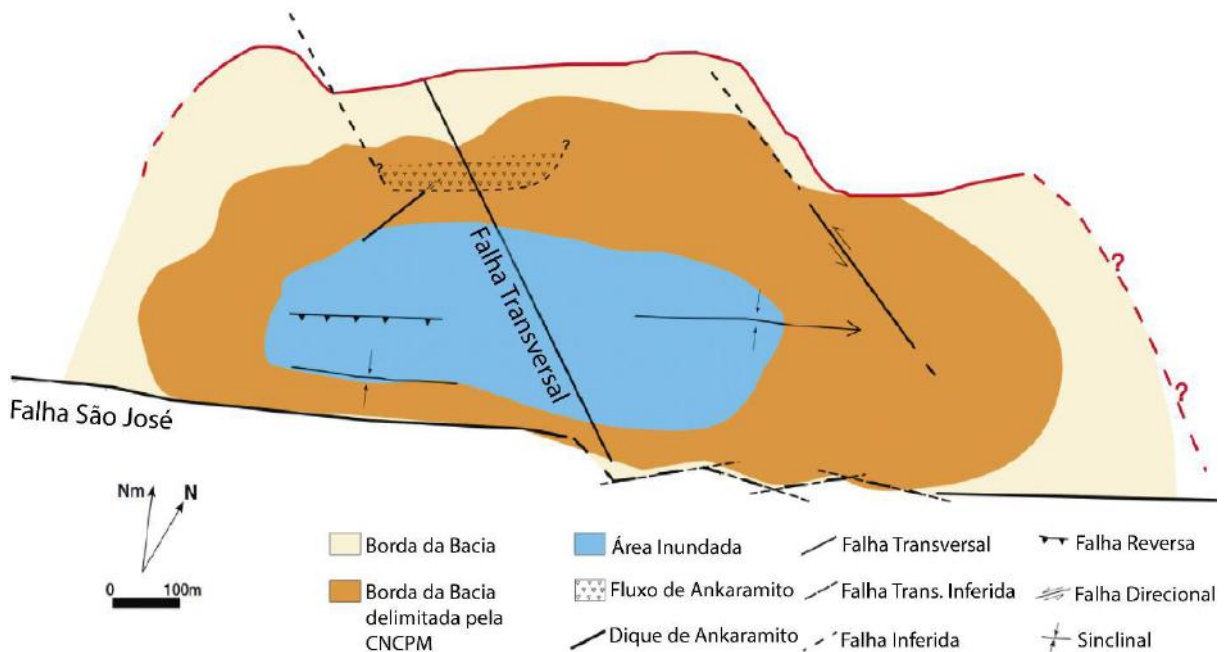 ?
?
Falha Transversal
?
?
Falha São José
Nm
N
0
100m
Borda da Bacia
Borda da Bacia
delimitada pela
CNCPM
Área Inundada
Fluxo de Ankaramito
Dique de Ankaramito
Falha Transversal
Falha Trans. Inferida
Falha Inferida
Falha Reversa
Falha Direcional
Sinclinal